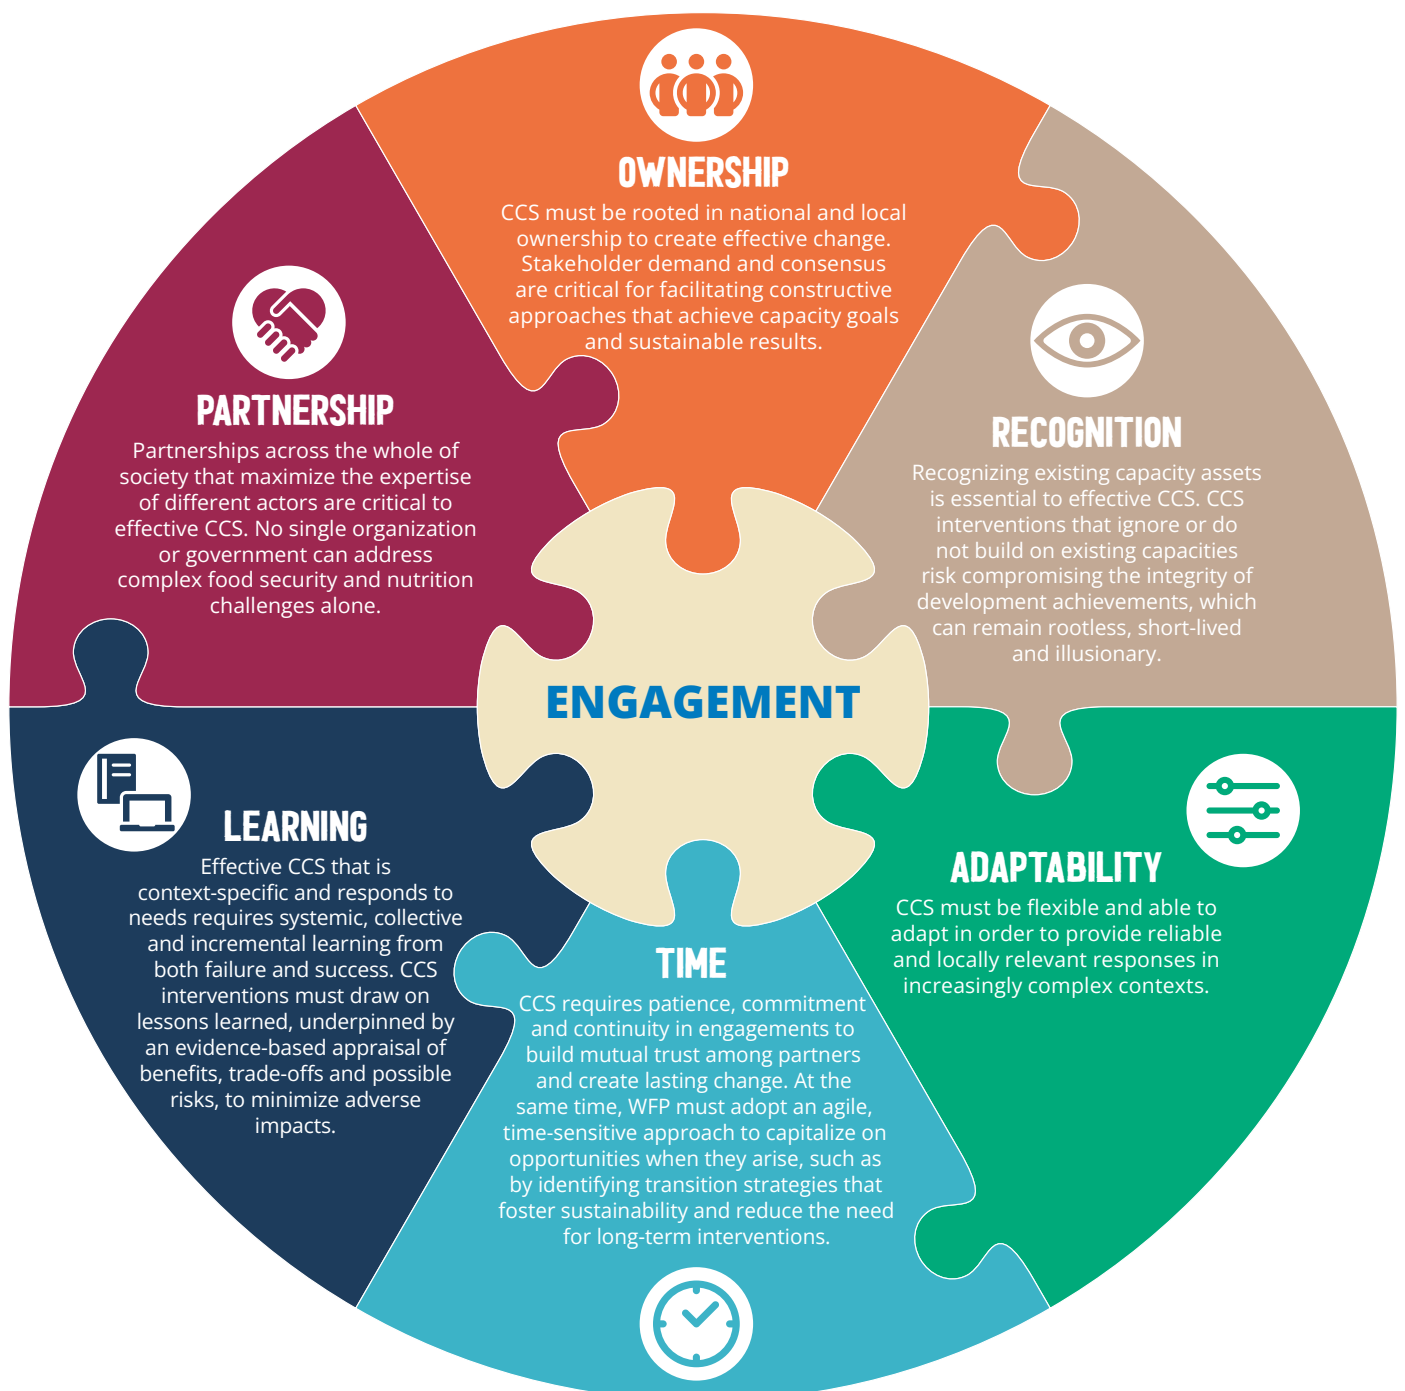 OWNERSHIP
CCS must be rooted in national and local
ownership to create effective change.
Stakeholder demand and consensus
are critical for facilitating constructive
approaches that achieve capacity goals
and sustainable results.
RECOGNITION
Recognizing existing capacity assets
is essential to effective CCS. CCS
interventions that ignore or do
not build on existing capacities
risk compromising the integrity of
development achievements, which
can remain rootless, short-lived
and illusionary.
ADAPTABILITY
CCS must be flexible and able to
adapt in order to provide reliable
and locally relevant responses in
increasingly complex contexts.
TIME
CCS requires patience, commitment
and continuity in engagements to
build mutual trust among partners
and create lasting change. At the
same time, WFP must adopt an agile,
time-sensitive approach to capitalize on
opportunities when they arise, such as
by identifying transition strategies that
foster sustainability and reduce the need
for long-term interventions.
LEARNING
Effective CCS that is
context-specific and responds to
needs requires systemic, collective
and incremental learning from
both failure and success. CCS
interventions must draw on
lessons learned, underpinned by
an evidence-based appraisal of
benefits, trade-offs and possible
risks, to minimize adverse
impacts.
PARTNERSHIP
Partnerships across the whole of
society that maximize the expertise
of different actors are critical to
effective CCS. No single organization
or government can address
complex food security and nutrition
challenges alone.
ENGAGEMENT